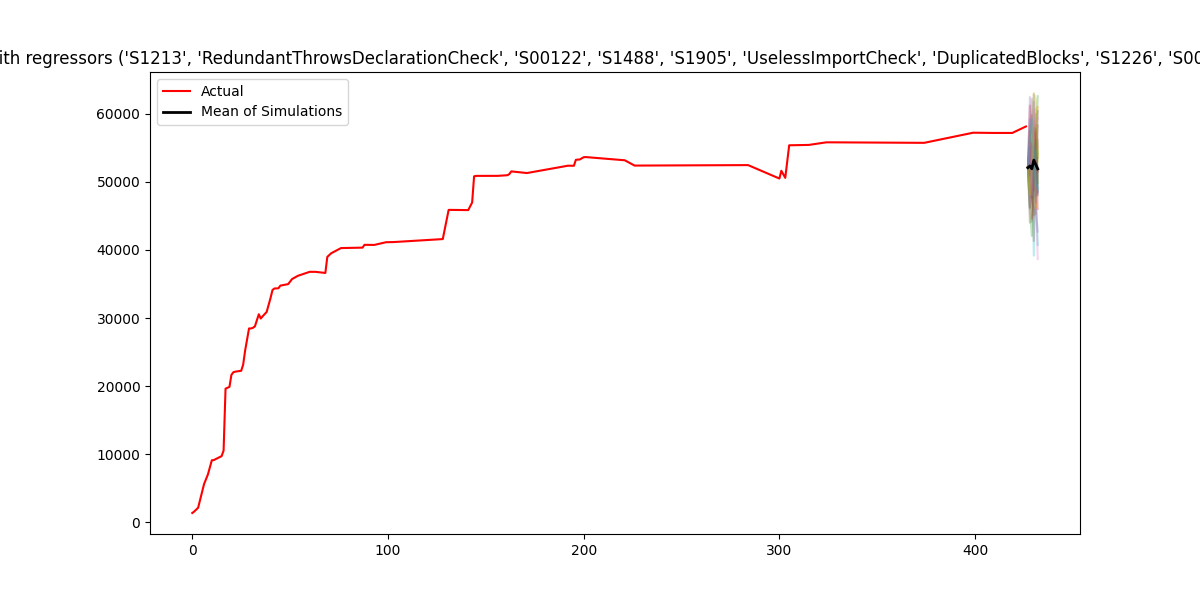 ith regressors ('S1213', 'RedundantThrowsDeclarationCheck', 'S00122', 'S1488', 'S1905', 'UselessImportCheck', 'DuplicatedBlocks', 'S1226', 'S00
Actual
Mean of Simulations
60000
50000
40000
30000
20000
10000
0
0 100 200 300 400